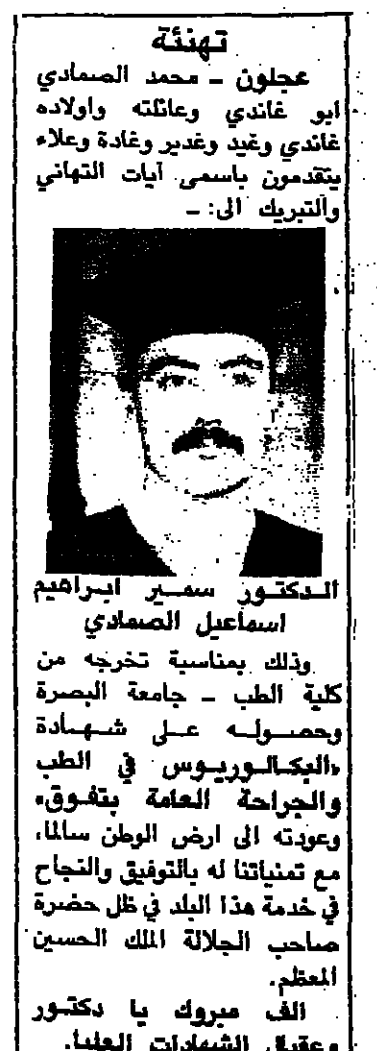 تهنئة
عجلون - محمد الصمادي
ابو غاندي وعائلته واولاده
غاندي وغيد وغدير وغادة وعلاء
يتقدمون باسمى آيات التهاني
والتبريك الى: -
الدكتور سمير ابراهيم
اسماعيل الصمادي
وذلك بمناسبة تخرجه من
كلية الطب - جامعة البصرة
وحصوله على شهادة
«البكالوريوس في الطب
والجراحة العامة بتفوق»
وعودته الى ارض الوطن سالما،
مع تمنياتنا له بالتوفيق والنجاح
في خدمة هذا البلد في ظل حضرة
صاحب الجلالة الملك الحسين
المعظم.
الف مبروك يا دكتور
وعقبال الشهادات العليا.